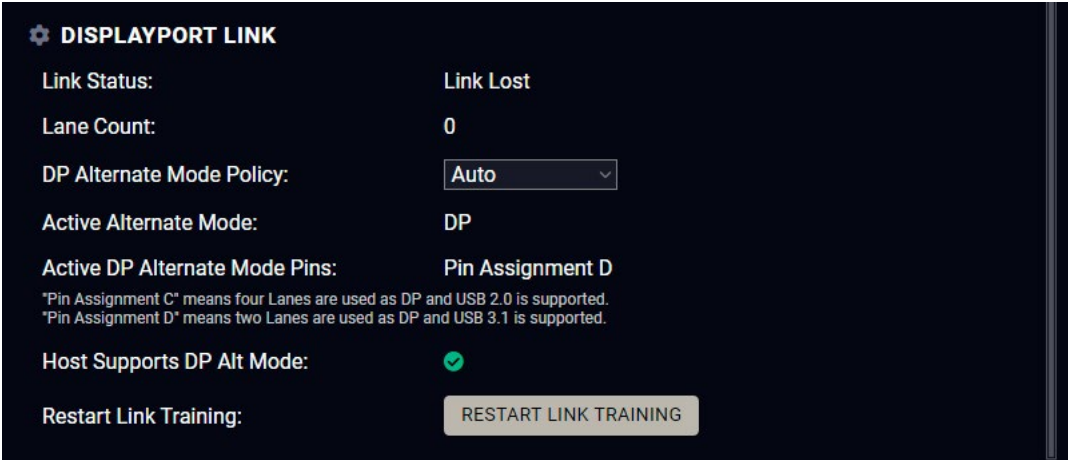 DISPLAYPORT LINK
Link Status: Link Lost
Lane Count: 0
DP Alternate Mode Policy: Auto
Active Alternate Mode: DP
Active DP Alternate Mode Pins: Pin Assignment D
"Pin Assignment C" means four Lanes are used as DP and USB 2.0 is supported.
"Pin Assignment D" means two Lanes are used as DP and USB 3.1 is supported.
Host Supports DP Alt Mode:
Restart Link Training: RESTART LINK TRAINING